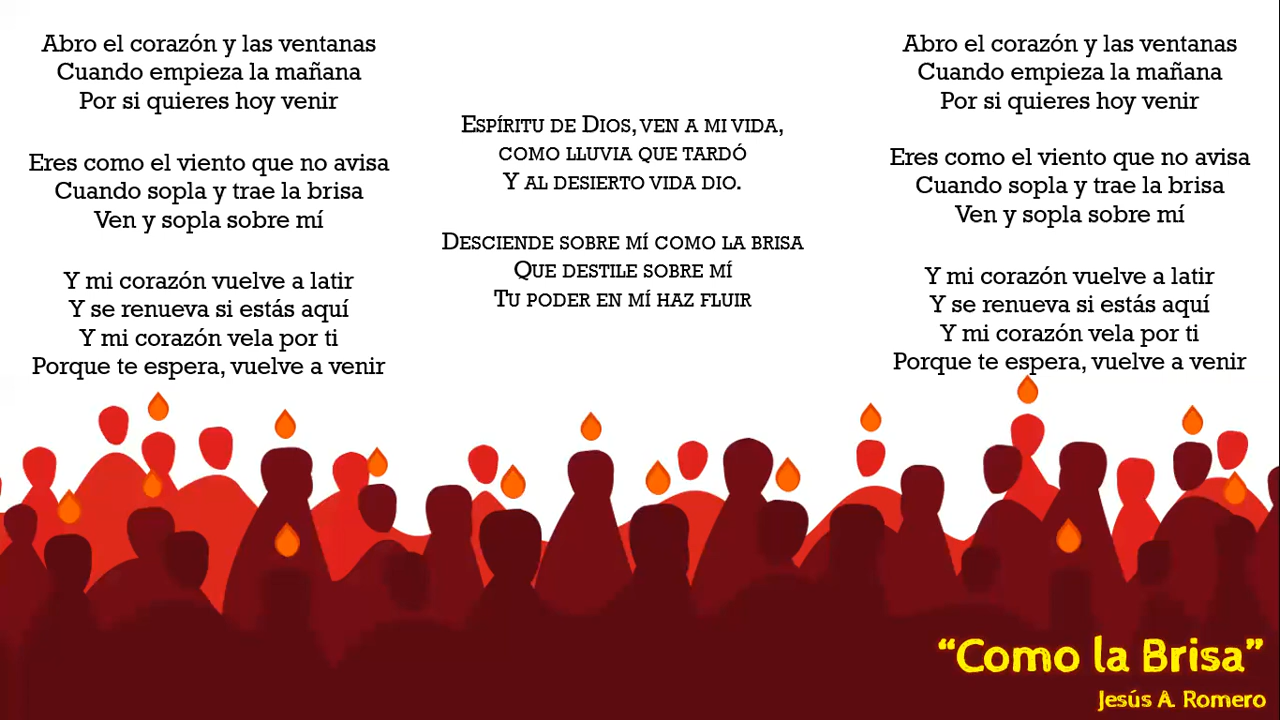 Abro el corazón y las ventanas
Cuando empieza la mañana
Por si quieres hoy venir
Eres como el viento que no avisa
Cuando sopla y trae la brisa
Ven y sopla sobre mí
Y mi corazón vuelve a latir
Y se renueva si estás aquí
Y mi corazón vela por ti
Porque te espera, vuelve a venir
ESPÍRITU DE DIOS, VEN A MI VIDA,
COMO LLUVIA QUE TARDÓ
Y AL DESIERTO VIDA DIO.
DESCIENDE SOBRE MÍ COMO LA BRISA
QUE DESTILE SOBRE MÍ
TU PODER EN MÍ HAZ FLUIR
Abro el corazón y las ventanas
Cuando empieza la mañana
Por si quieres hoy venir
Eres como el viento que no avisa
Cuando sopla y trae la brisa
Ven y sopla sobre mí
Y mi corazón vuelve a latir
Y se renueva si estás aquí
Y mi corazón vela por ti
Porque te espera, vuelve a venir
“Como la Brisa”
Jesús A. Romero